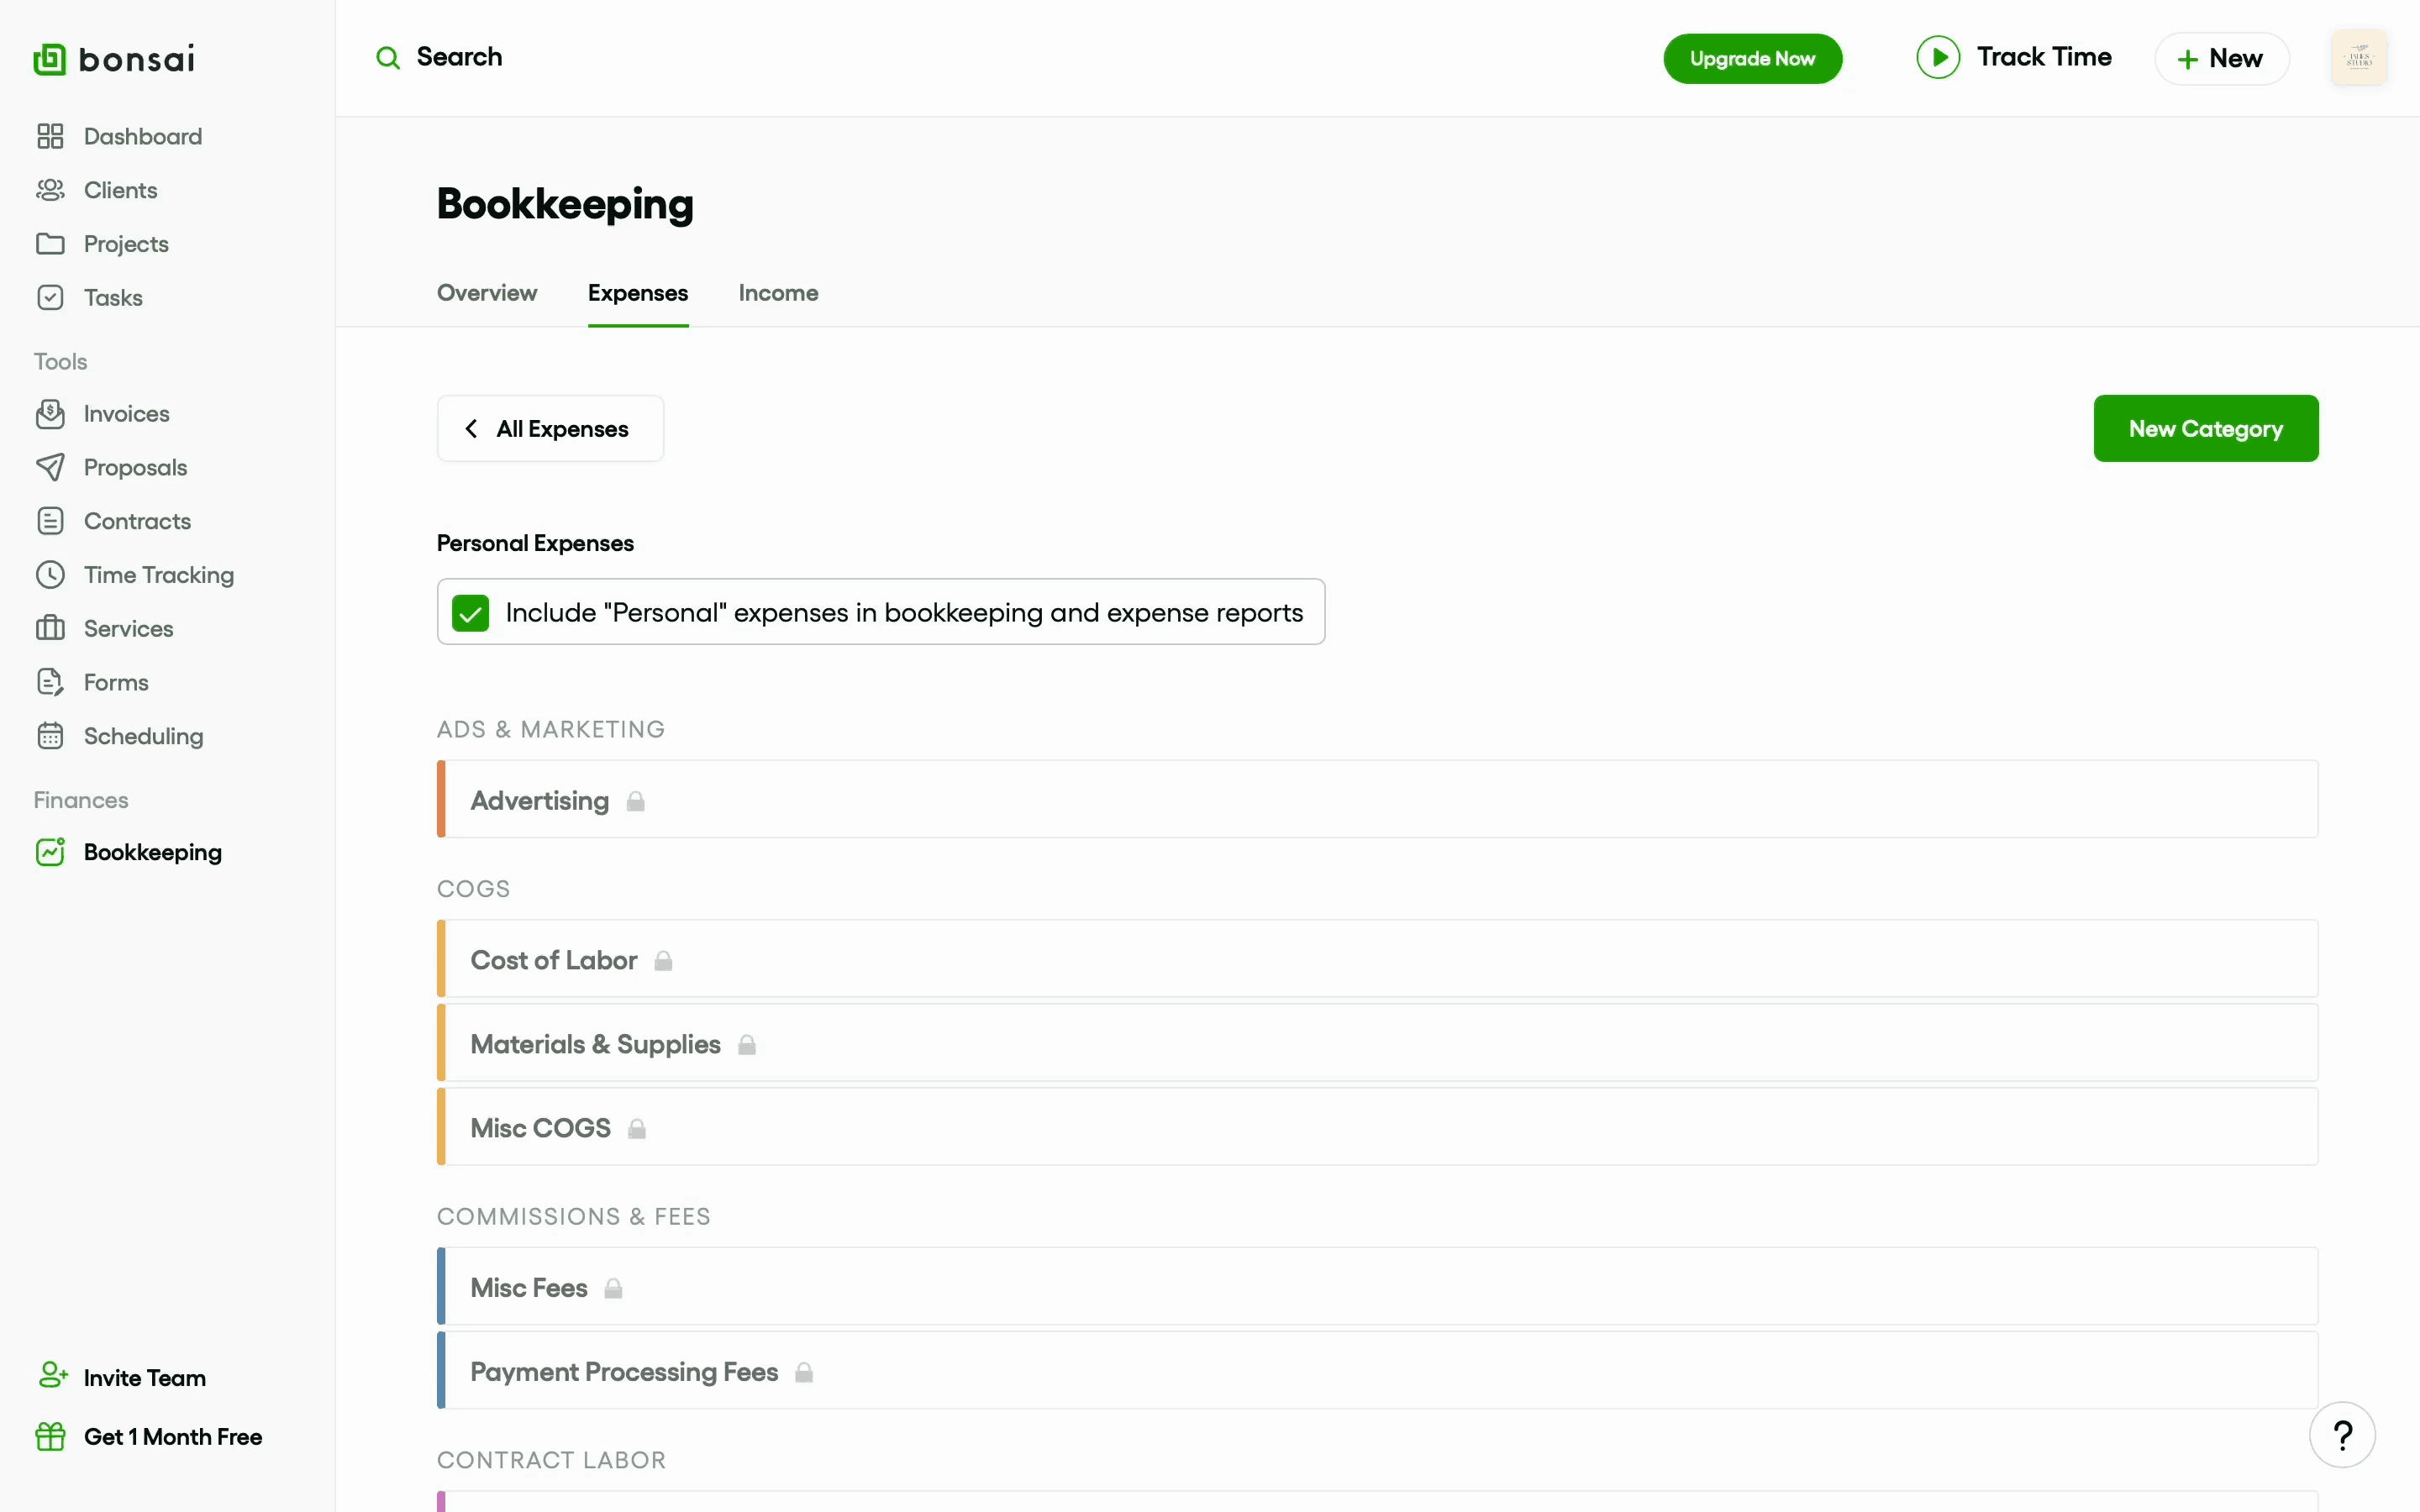 bonsai
Search
Upgrade Now
Track Time
New
Dashboard
Clients
Projects
Tasks
Tools
Invoices
Proposals
Contracts
Time Tracking
Services
Forms
Scheduling
Finances
Bookkeeping
Invite Team
Get 1 Month Free
Bookkeeping
Overview
Expenses
Income
All Expenses
New Category
Personal Expenses
Include "Personal" expenses in bookkeeping and expense reports
ADS & MARKETING
Advertising
COGS
Cost of Labor
Materials & Supplies
Misc COGS
COMMISSIONS & FEES
Misc Fees
Payment Processing Fees
CONTRACT LABOR
?